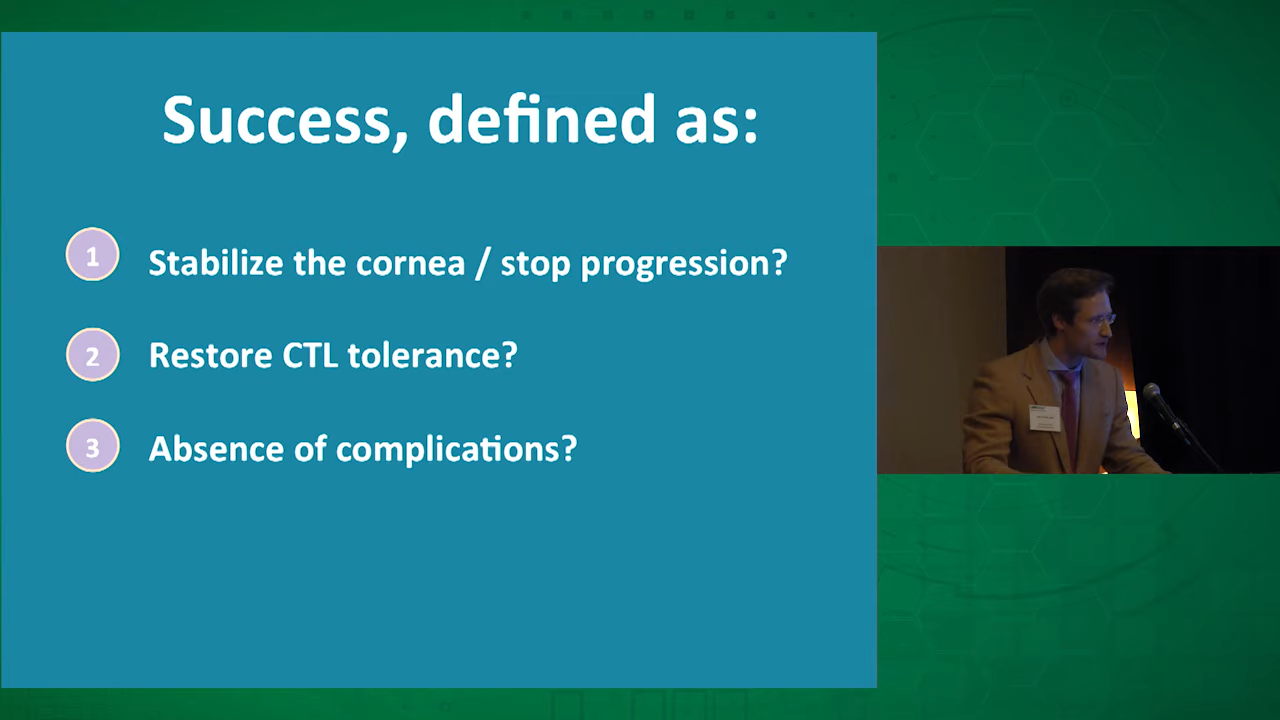 Success, defined as:
1 Stabilize the cornea / stop progression?
2 Restore CTL tolerance?
3 Absence of complications?